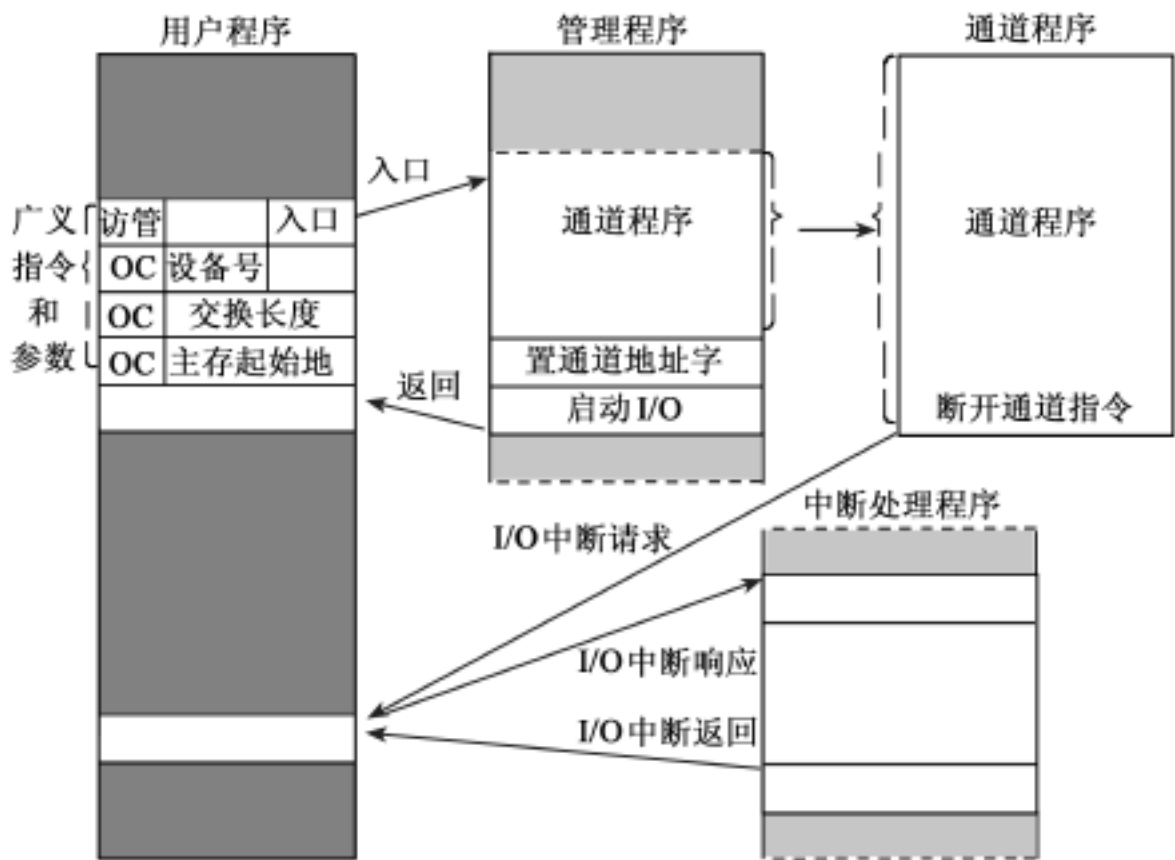 用户程序
管理程序
通道程序
入口
广义
指令
和
参数
访管 入口
OC 设备号
OC 交换长度
OC 主存起始地
通道程序
通道程序
置通道地址字
返回
启动 I/O
断开通道指令
中断处理程序
I/O 中断请求
I/O 中断响应
I/O 中断返回